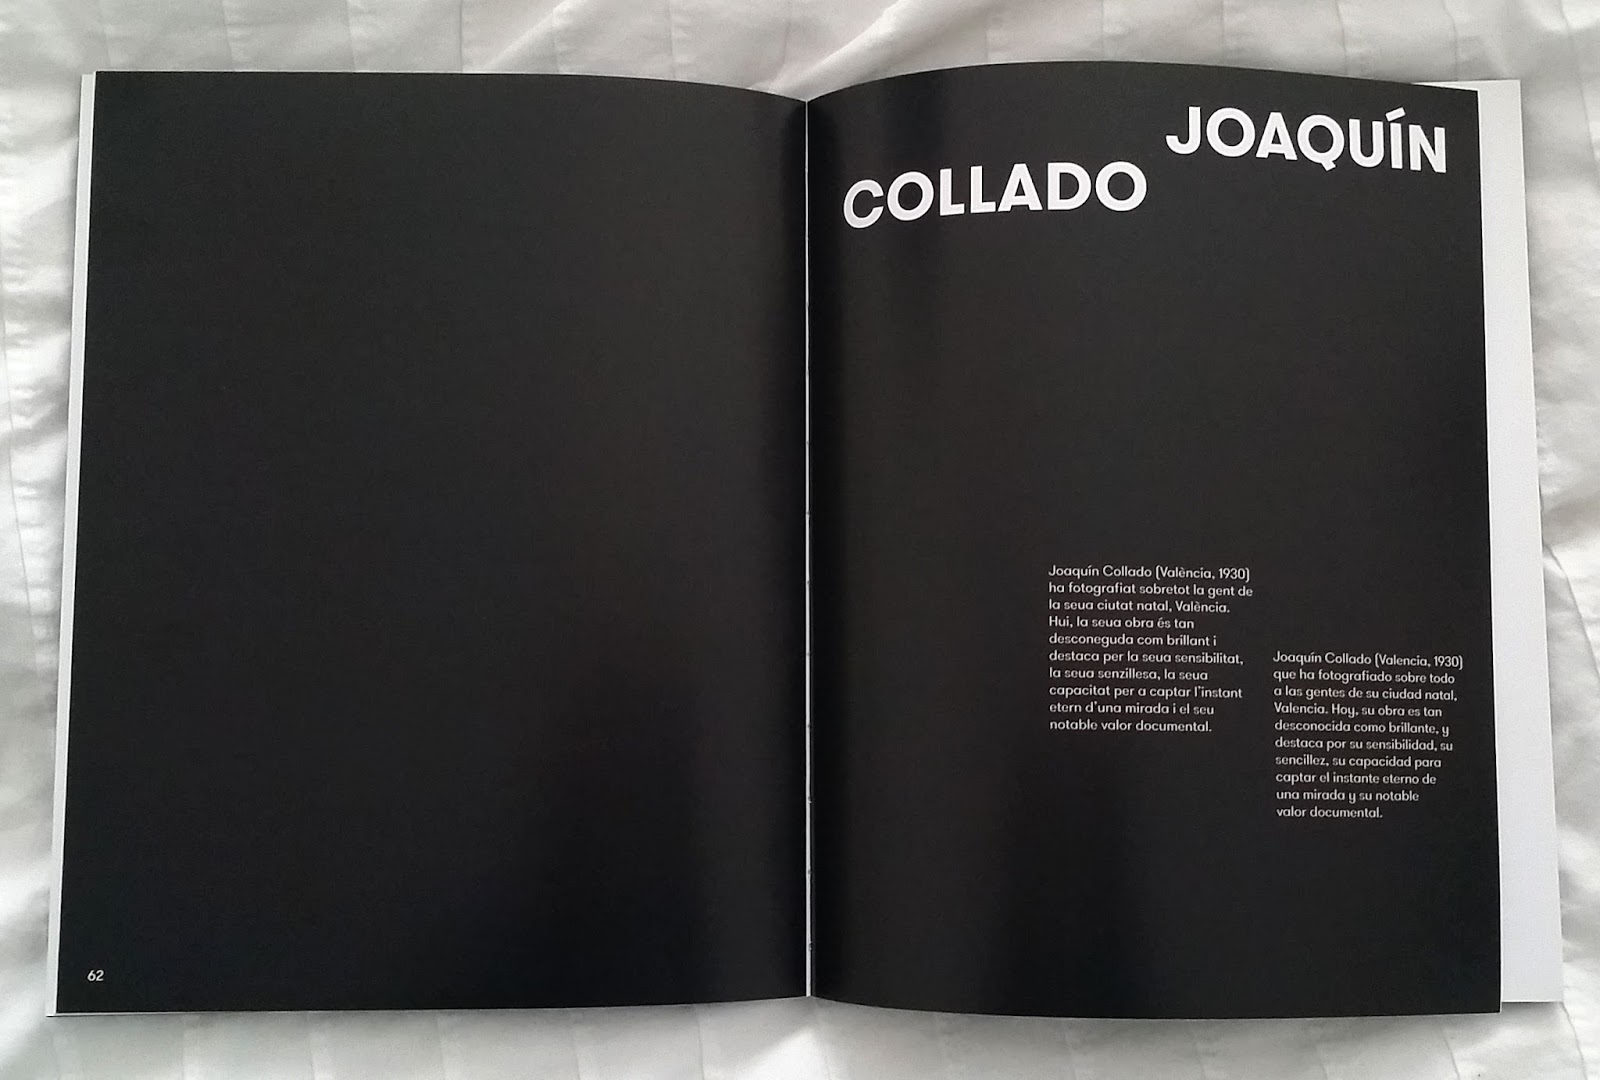 JOAQUÍN
COLLADO
Joaquín Collado (València, 1930)
ha fotografiat sobretot la gent de
la seua ciutat natal, València.
Hui, la seua obra és tan
desconeguda com brillant i
destaca per la seua sensibilitat,
la seua senzillesa, la seua
capacitat per a captar l'instant
etern d'una mirada i el seu
notable valor documental.
Joaquín Collado (Valencia, 1930)
que ha fotografiado sobre todo
a las gentes de su ciudad natal,
Valencia. Hoy, su obra es tan
desconocida como brillante, y
destaca por su sensibilidad, su
sencillez, su capacidad para
captar el instante eterno de
una mirada y su notable
valor documental.
62